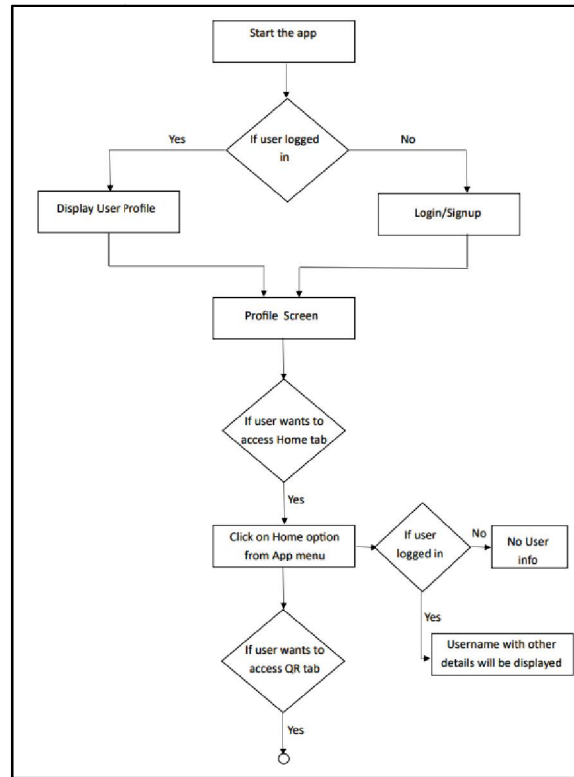 Start the app
If user logged
in
Yes
No
Display User Profile
Login/Signup
Profile Screen
If user wants to
access Home tab
Yes
Click on Home option
from App menu
If user
logged in
No
No User
info
Yes
Username with other
details will be displayed
If user wants to
access QR tab
Yes